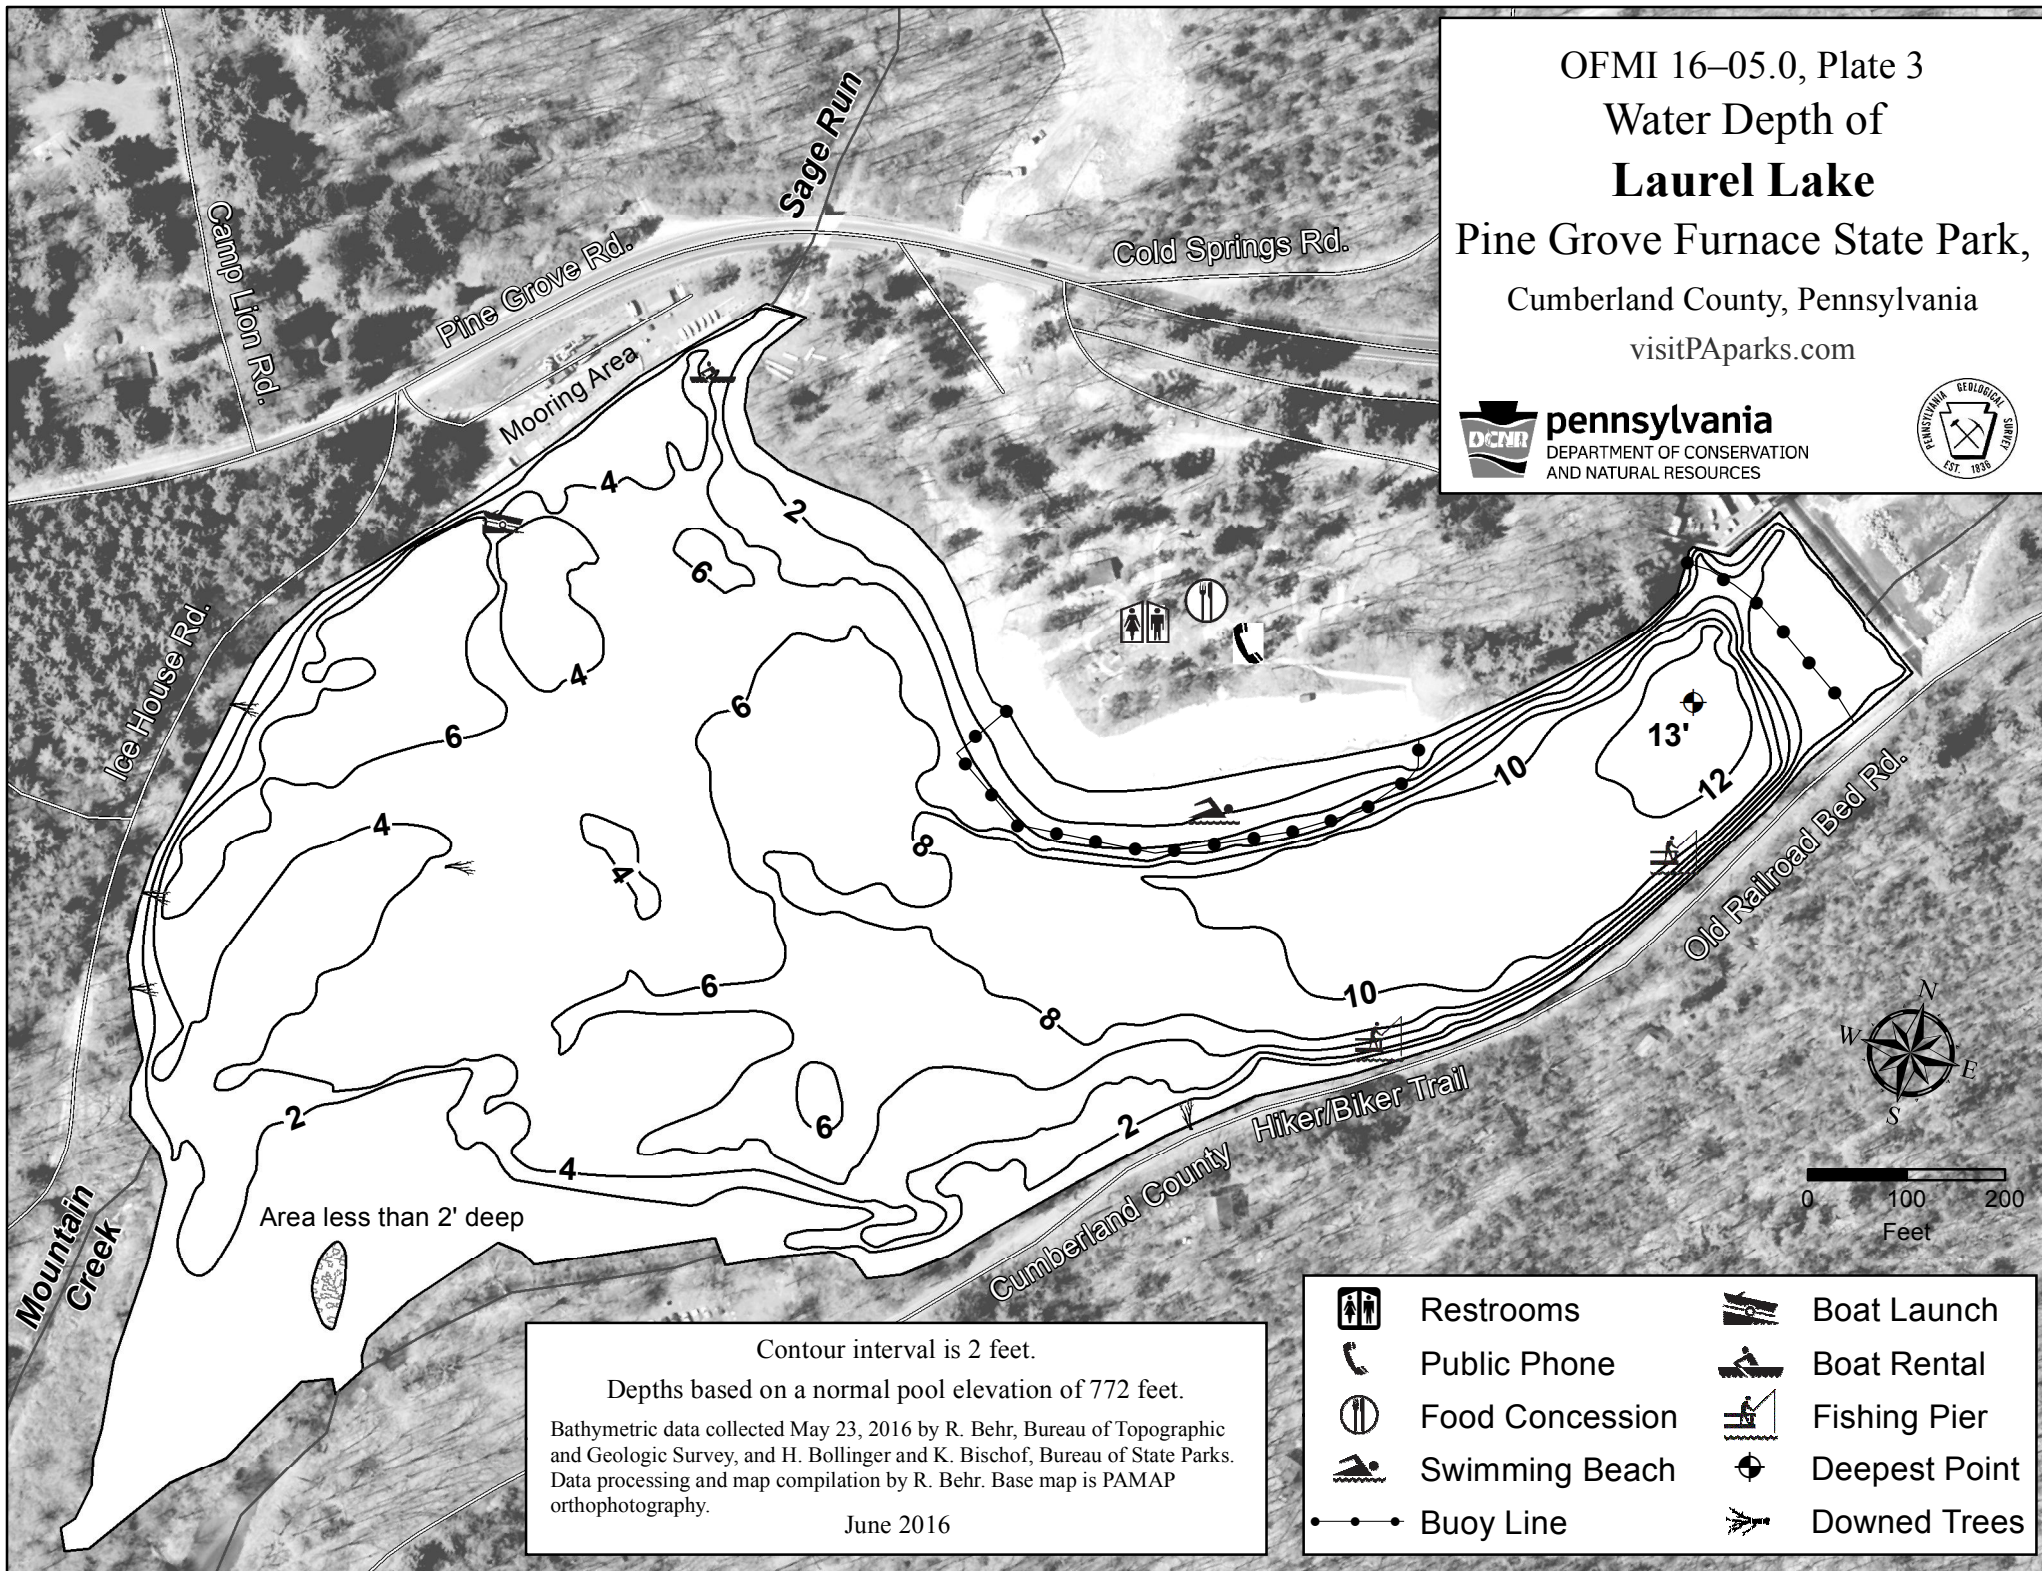 OFMI 16–05.0, Plate 3
Water Depth of
Laurel Lake
Pine Grove Furnace State Park,
Cumberland County, Pennsylvania
visitPAparks.com
DCNR
pennsylvania
DEPARTMENT OF CONSERVATION
AND NATURAL RESOURCES
PENNSYLVANIA GEOLOGICAL SURVEY
EST. 1836
Sage Run
Camp Lion Rd.
Pine Grove Rd.
Cold Springs Rd.
Mooring Area
4
2
6
Ice House Rd.
4
6
6
13'
10
12
4
4
8
Old Railroad Bed Rd.
6
10
8
N
W
E
S
2
6
2
Hiker/Biker Trail
4
Cumberland County
Mountain
Creek
Area less than 2' deep
0 100 200
Feet
Contour interval is 2 feet.
Depths based on a normal pool elevation of 772 feet.
Bathymetric data collected May 23, 2016 by R. Behr, Bureau of Topographic
and Geologic Survey, and H. Bollinger and K. Bischof, Bureau of State Parks.
Data processing and map compilation by R. Behr. Base map is PAMAP
orthophotography.
June 2016
Restrooms
Public Phone
Food Concession
Swimming Beach
Buoy Line
Boat Launch
Boat Rental
Fishing Pier
Deepest Point
Downed Trees